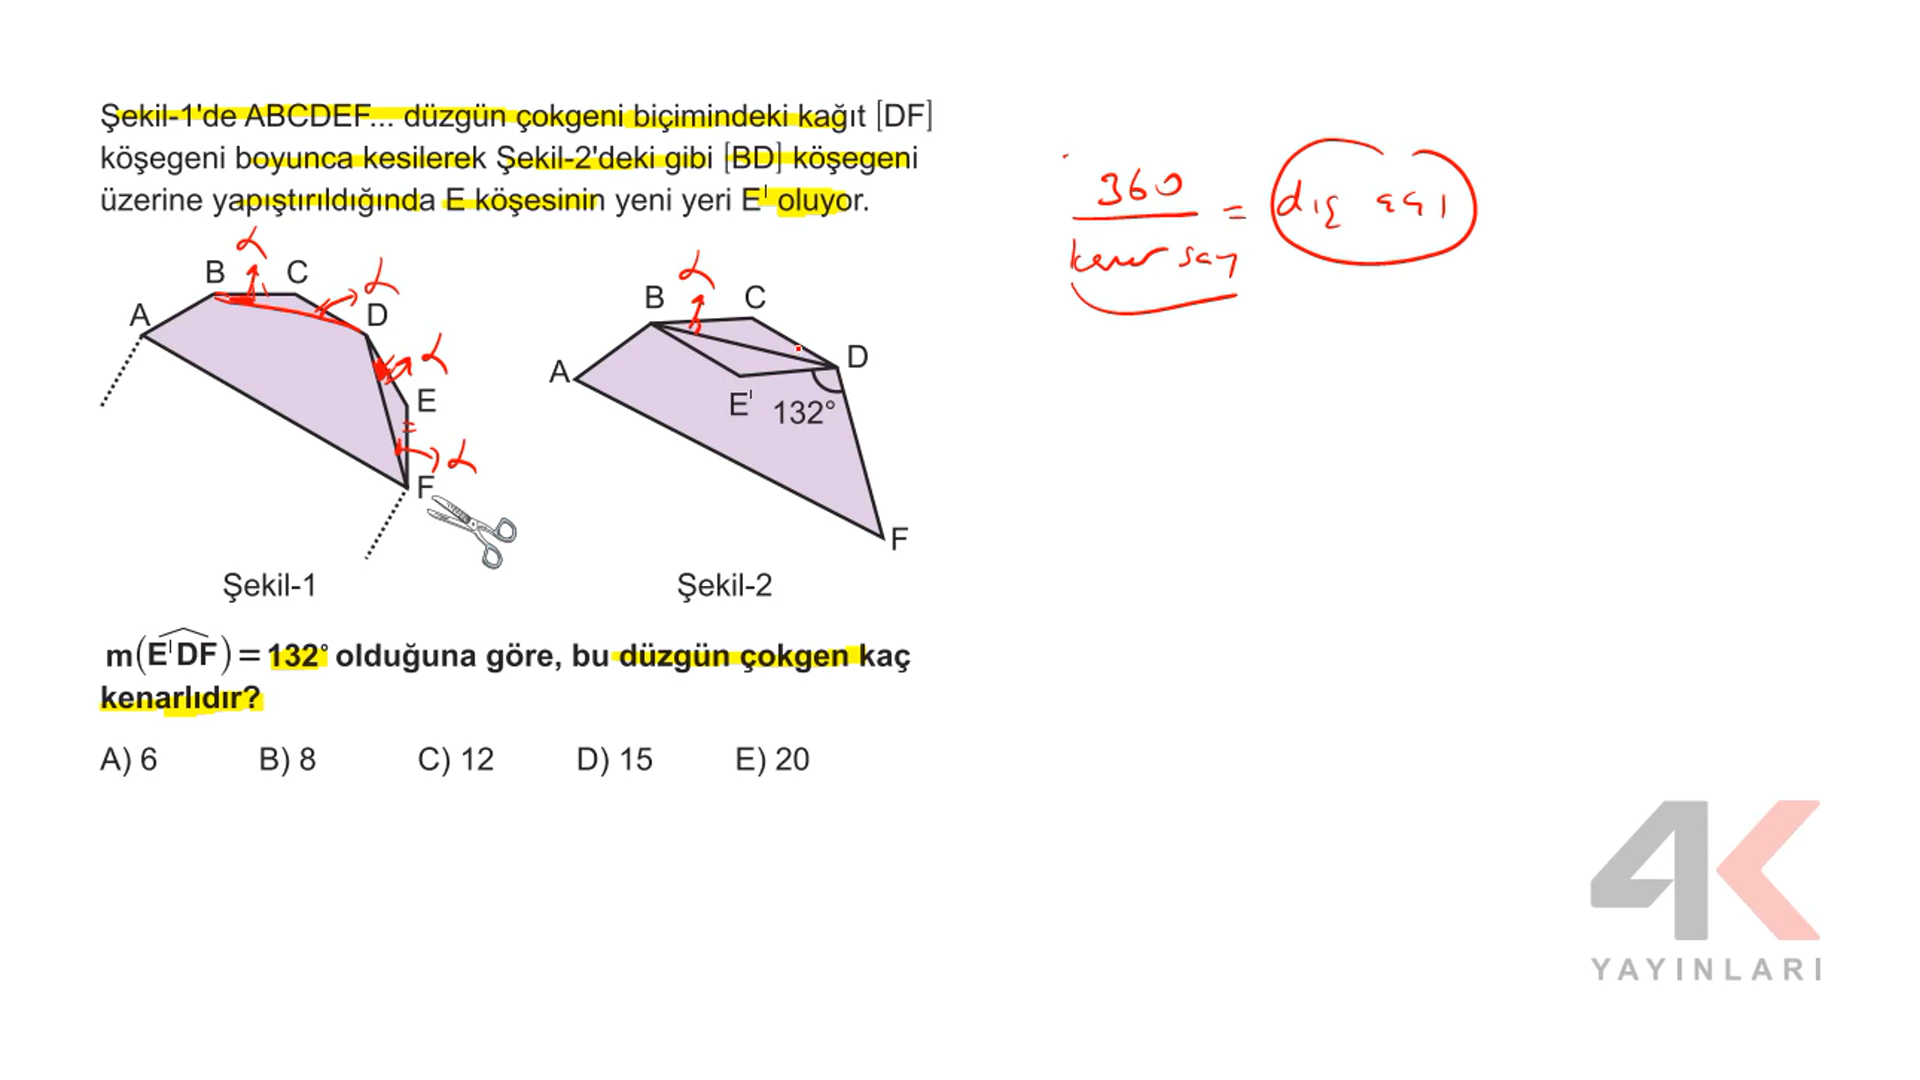 Şekil-1'de ABCDEF... düzgün çokgeni biçimindeki kağıt [DF]
köşegeni boyunca kesilerek Şekil-2'deki gibi [BD] köşegeni
üzerine yapıştırıldığında E köşesinin yeni yeri E' oluyor.
360
kenar say = dış açı
α
B C α
A D
α
E
=
α
F
Şekil-1
α
B C
A D
E' 132°
F
Şekil-2
m(E'DF) = 132° olduğuna göre, bu düzgün çokgen kaç
kenarlıdır?
A) 6 B) 8 C) 12 D) 15 E) 20
4K
YAYINLARI